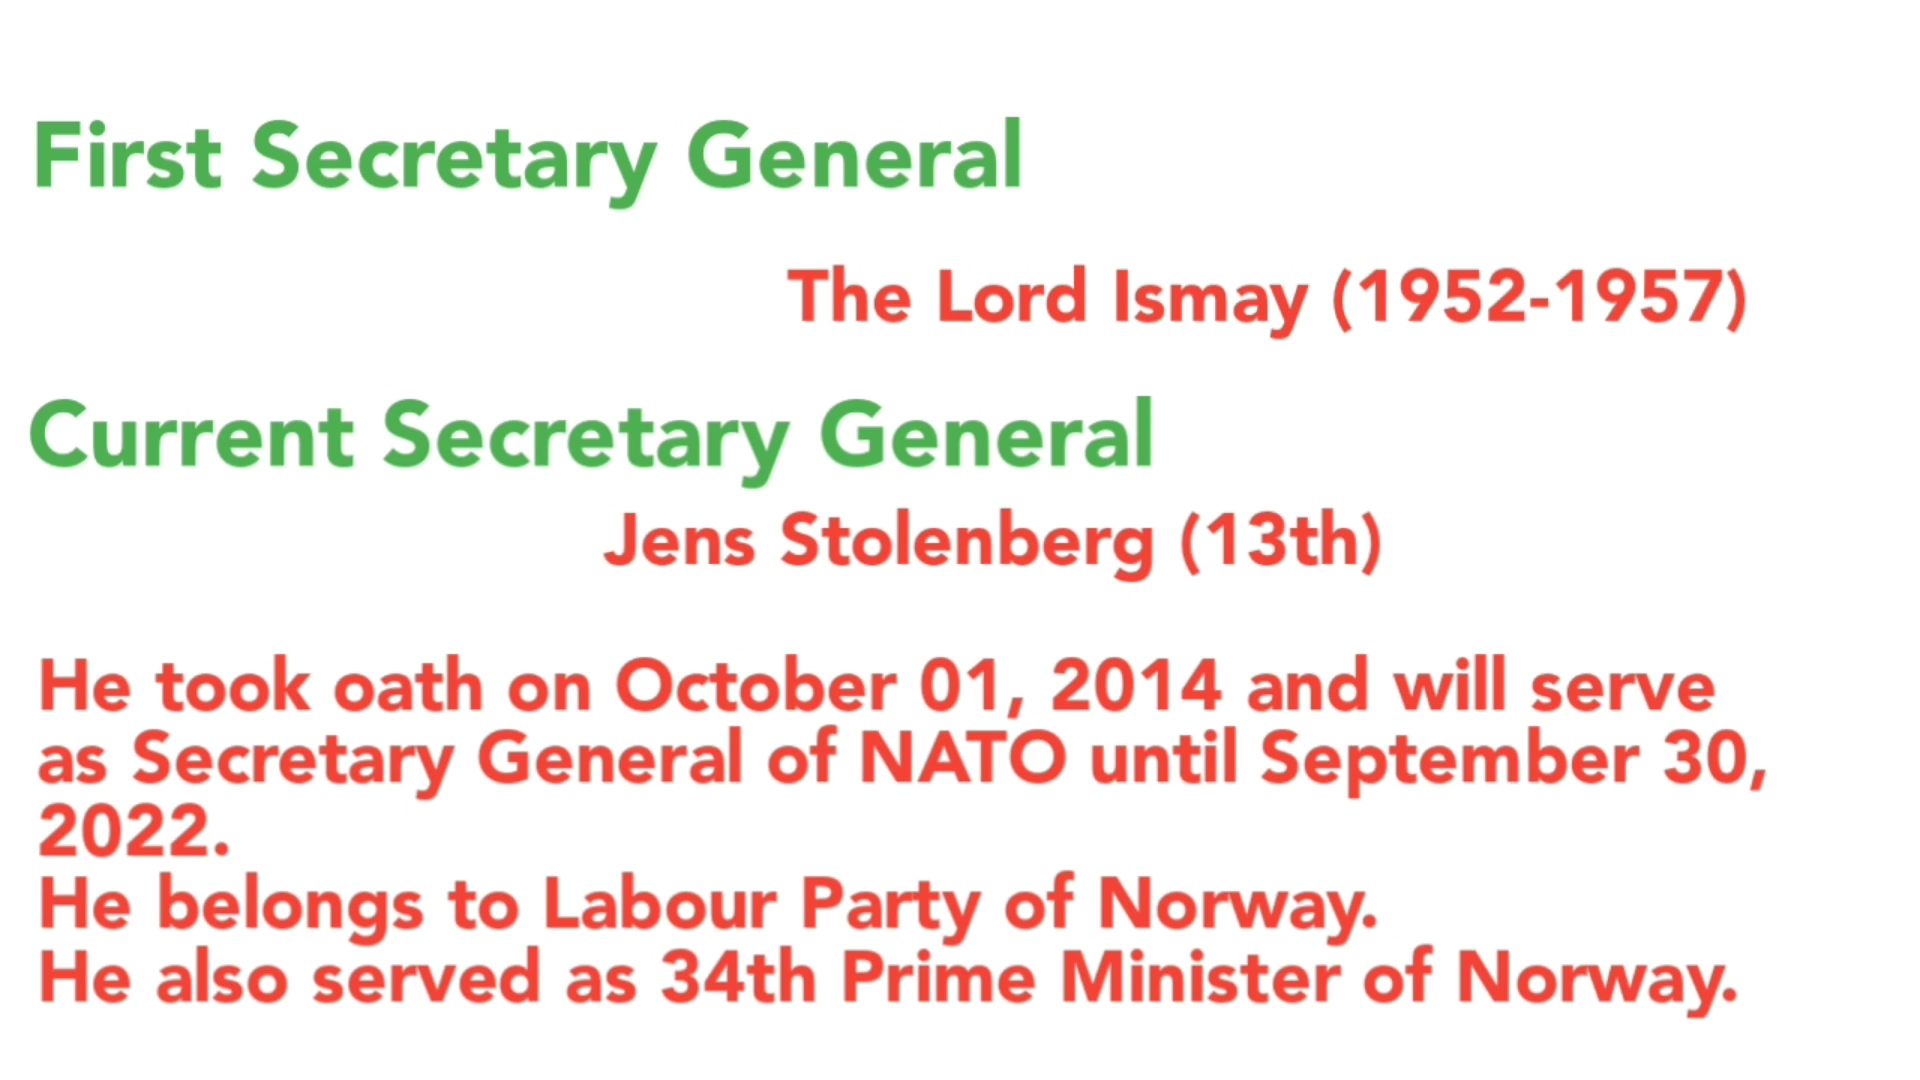 First Secretary General
The Lord Ismay (1952-1957)
Current Secretary General
Jens Stolenberg (13th)
He took oath on October 01, 2014 and will serve
as Secretary General of NATO until September 30,
2022.
He belongs to Labour Party of Norway.
He also served as 34th Prime Minister of Norway.